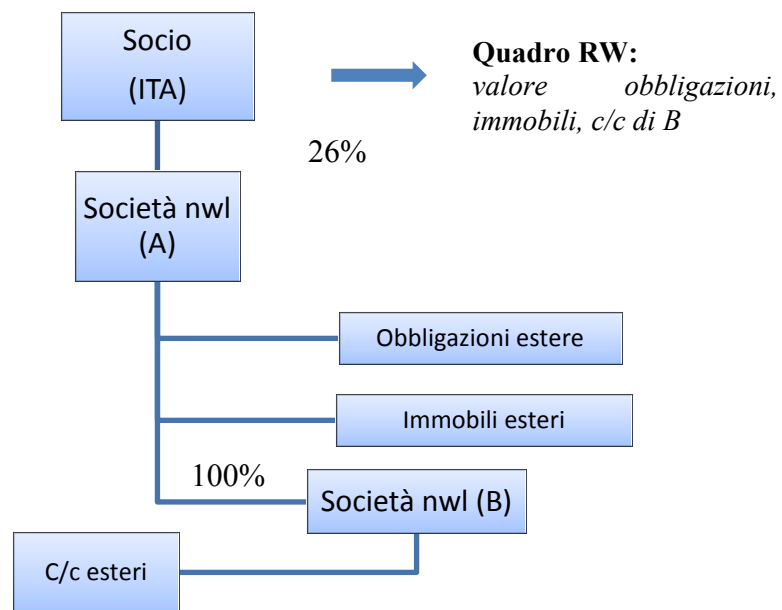 Socio
(ITA)
Quadro RW:
valore obbligazioni,
immobili, c/c di B
26%
Società nwl
(A)
Obbligazioni estere
Immobili esteri
100%
Società nwl (B)
C/c esteri